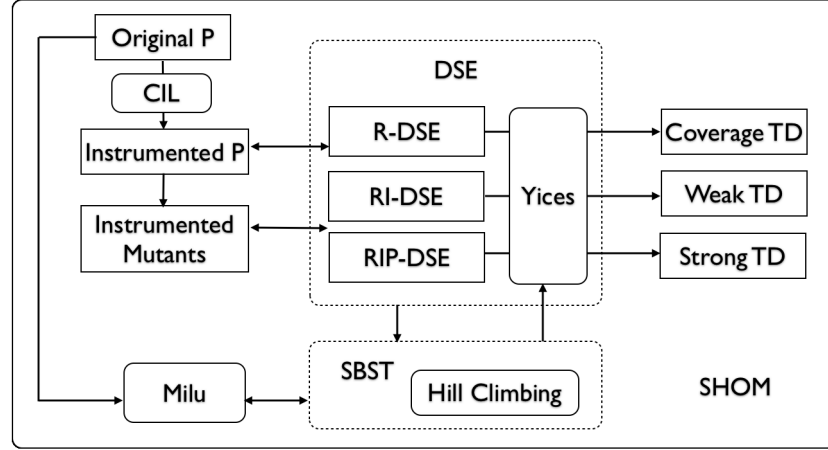 Original P
CIL
Instrumented P
Instrumented
Mutants
DSE
R-DSE
RI-DSE
RIP-DSE
Yices
Coverage TD
Weak TD
Strong TD
Milu
SBST
Hill Climbing
SHOM